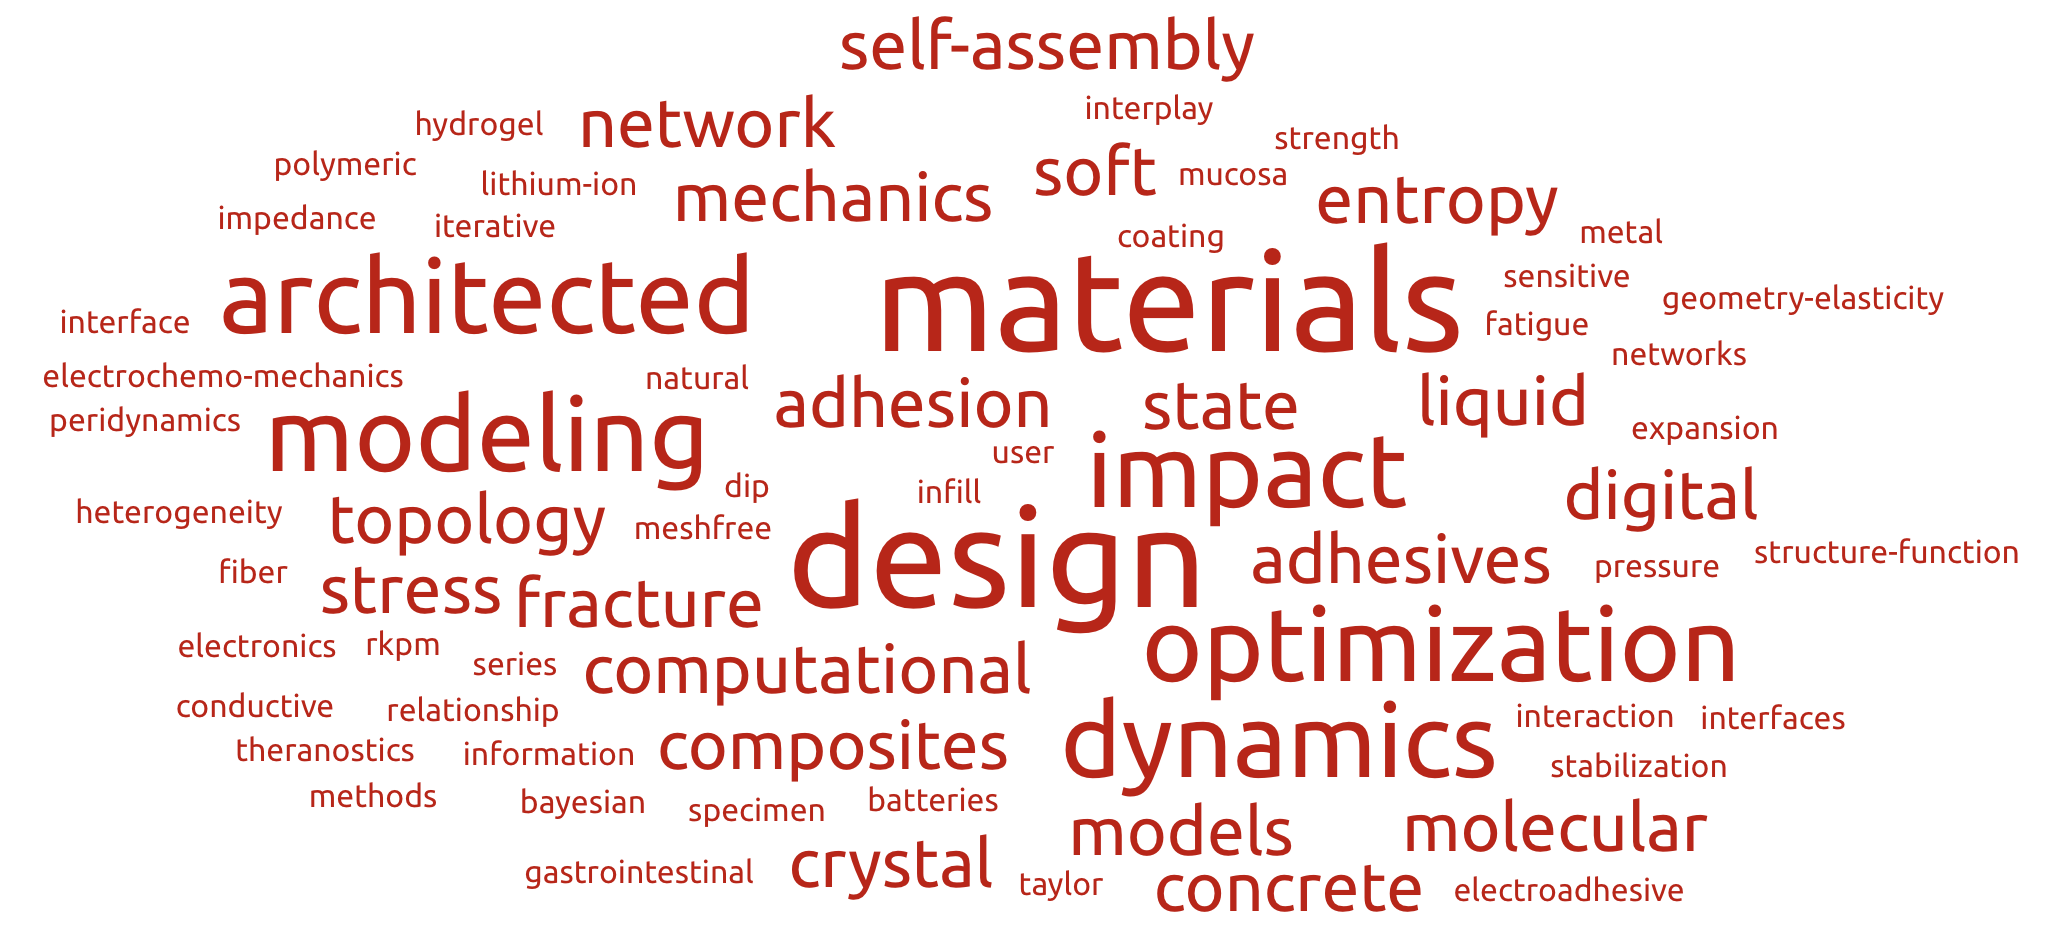 self-assembly
interplay
hydrogel
network
strength
polymeric
lithium-ion
mechanics
soft
mucosa
entropy
impedance
iterative
coating
metal
architected
materials
sensitive
geometry-elasticity
interface
fatigue
networks
electrochemo-mechanics
natural
adhesion
state
liquid
peridynamics
modeling
user
impact
expansion
dip
infill
digital
heterogeneity
topology
meshfree
design
adhesives
pressure
structure-function
fiber
stress
fracture
electronics
rkpm
series
computational
optimization
conductive
relationship
dynamics
interaction
interfaces
theranostics
information
composites
stabilization
methods
bayesian
specimen
batteries
models
molecular
gastrointestinal
crystal
taylor
concrete
electroadhesive